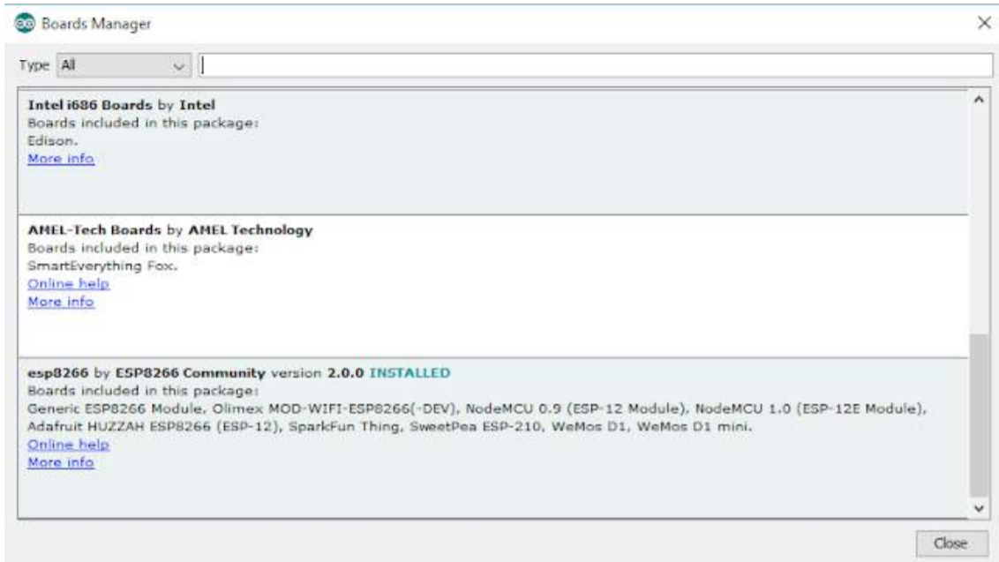 Boards Manager
Type All
Intel i686 Boards by Intel
Boards included in this package:
Edison.
More info
AMEL-Tech Boards by AMEL Technology
Boards included in this package:
SmartEverything Fox.
Online help
More info
esp8266 by ESP8266 Community version 2.0.0 INSTALLED
Boards included in this package:
Generic ESP8266 Module, Olimex MOD-WIFI-ESP8266(-DEV), NodeMCU 0.9 (ESP-12 Module), NodeMCU 1.0 (ESP-12E Module),
Adafruit HUZZAH ESP8266 (ESP-12), SparkFun Thing, SweetPea ESP-210, WeMos D1, WeMos D1 mini.
Online help
More info
Close